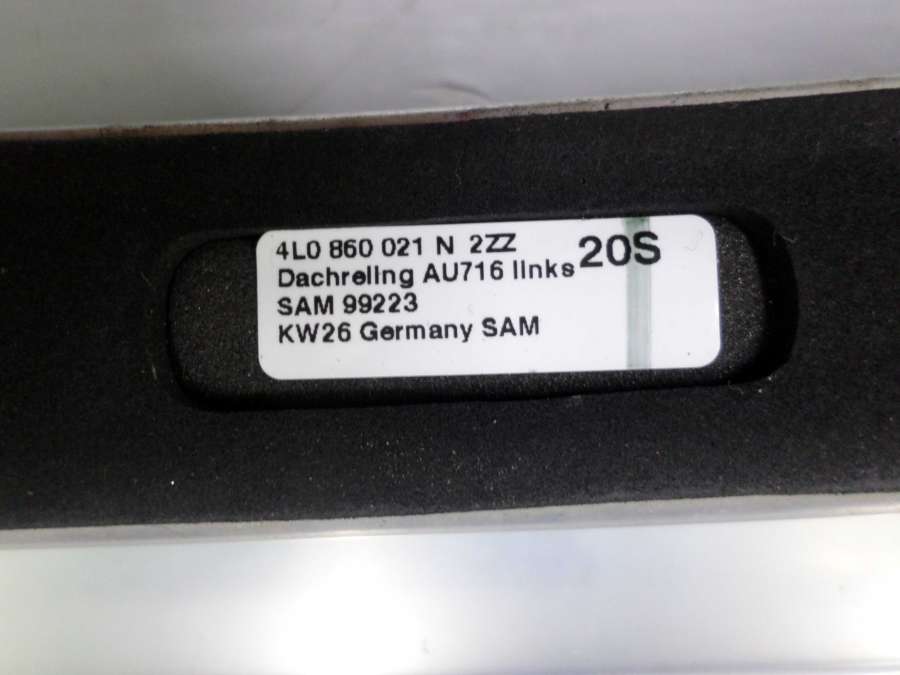 4L0 860 021 N 2ZZ 20S
Dachreling AU716 links
SAM 99223
KW26 Germany SAM